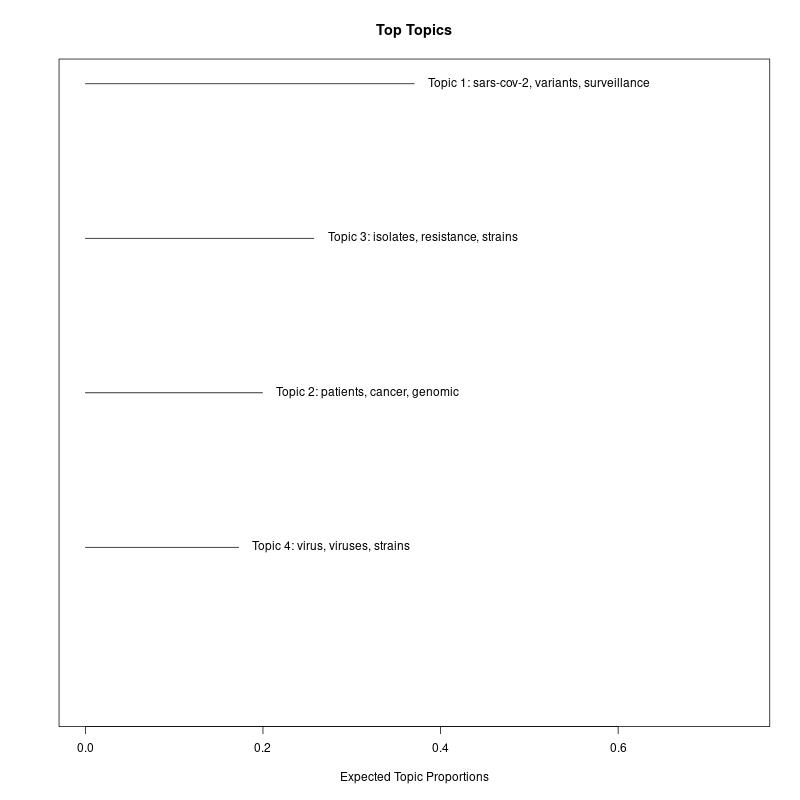 Top Topics
Topic 1: sars-cov-2, variants, surveillance
Topic 3: isolates, resistance, strains
Topic 2: patients, cancer, genomic
Topic 4: virus, viruses, strains
0.0 0.2 0.4 0.6
Expected Topic Proportions